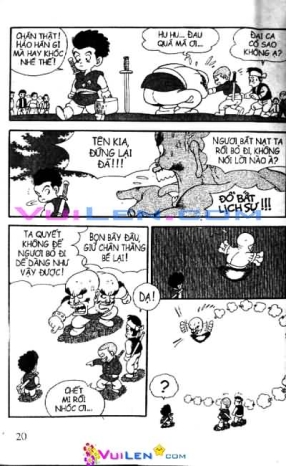 CHÁN THẬT!
HẢO HÁN GÌ
MÀ HAY KHÓC
NHÈ THẾ!
HU HU... ĐAU
QUÁ MÁ ƠI...
ĐẠI CA
CÓ SAO
KHÔNG Ạ?
TÊN KIA,
ĐỨNG LẠI
ĐÃ!!!
NGƯƠI BẮT NẠT TA
RỒI BỎ ĐI, KHÔNG
NÓI LỜI NÀO À?
ĐỒ BẤT
LỊCH SỰ!!!
VUILEN.COM
TA QUYẾT
KHÔNG ĐỂ
NGƯƠI BỎ ĐI
DỄ DÀNG NHƯ
VẬY ĐƯỢC!
BỌN BÂY ĐÂU,
GIỮ CHÂN THẰNG
BÉ LẠI!
DẠ!
CHẾT
MI RỒI
NHÓC ƠI...
?
20
VUILEN.COM